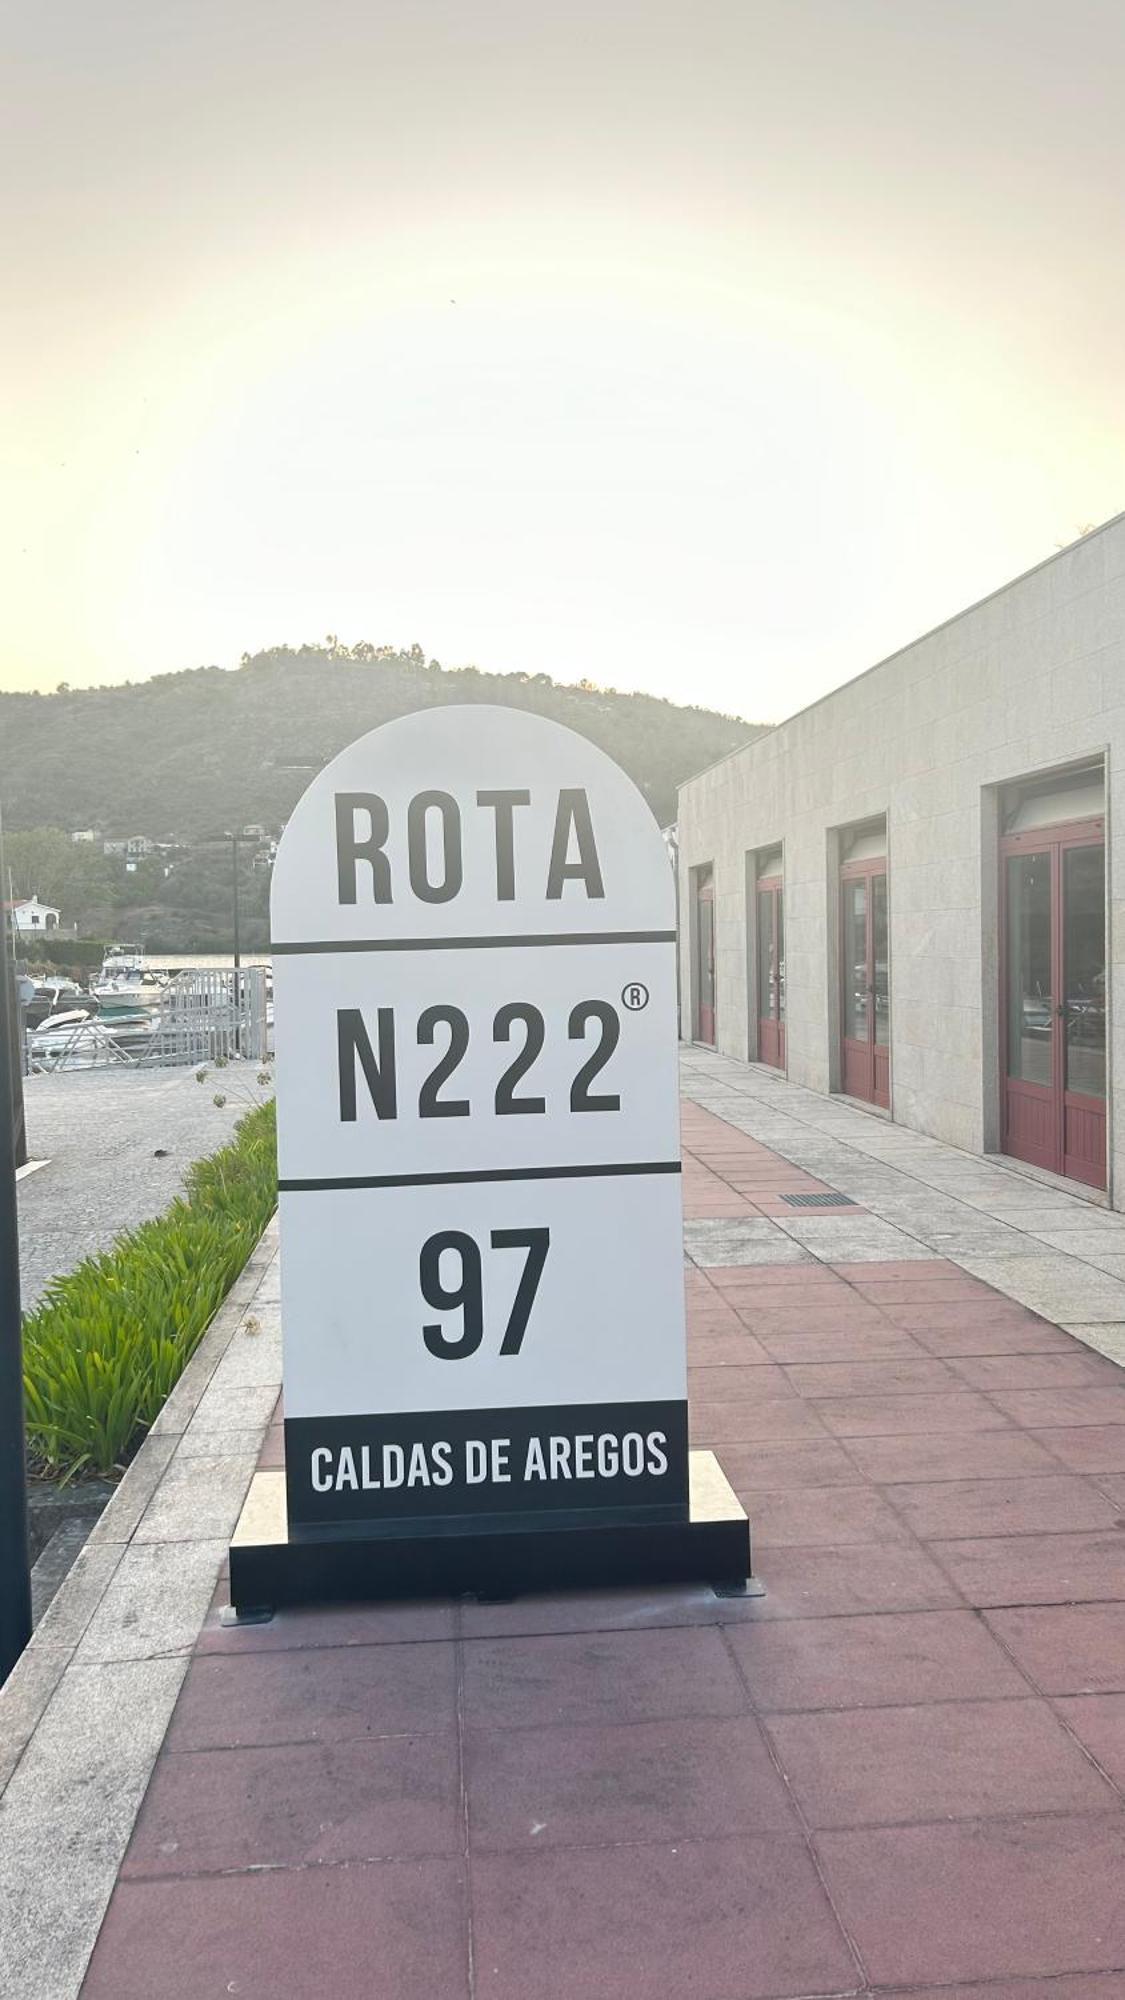 ROTA
N222®
97
CALDAS DE AREGOS